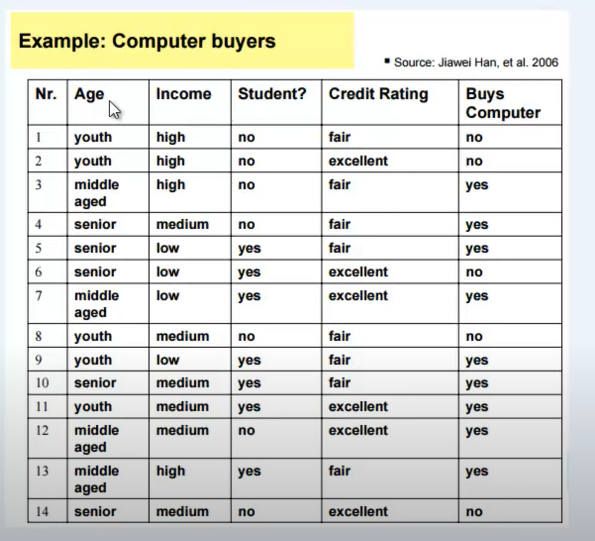 Example: Computer buyers
▪ Source: Jiawei Han, et al. 2006
Nr. Age Income Student? Credit Rating Buys Computer
1 youth high no fair no
2 youth high no excellent no
3 middle aged high no fair yes
4 senior medium no fair yes
5 senior low yes fair yes
6 senior low yes excellent no
7 middle aged low yes excellent yes
8 youth medium no fair no
9 youth low yes fair yes
10 senior medium yes fair yes
11 youth medium yes excellent yes
12 middle aged medium no excellent yes
13 middle aged high yes fair yes
14 senior medium no excellent no